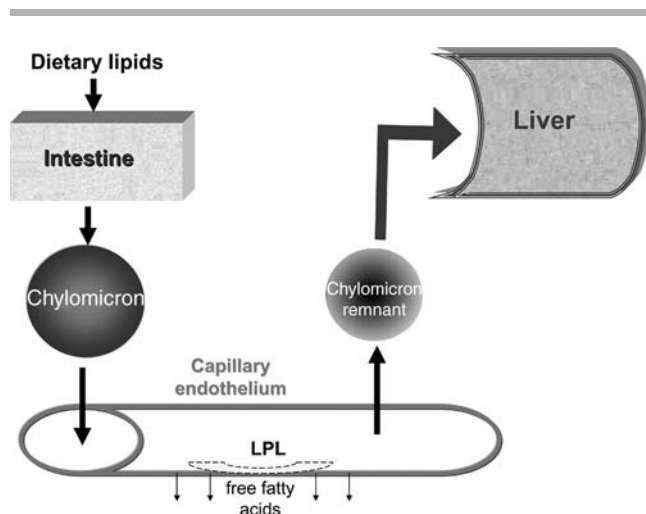 Dietary lipids
Intestine
Chylomicron
Capillary
endothelium
LPL
free fatty
acids
Chylomicron
remnant
Liver